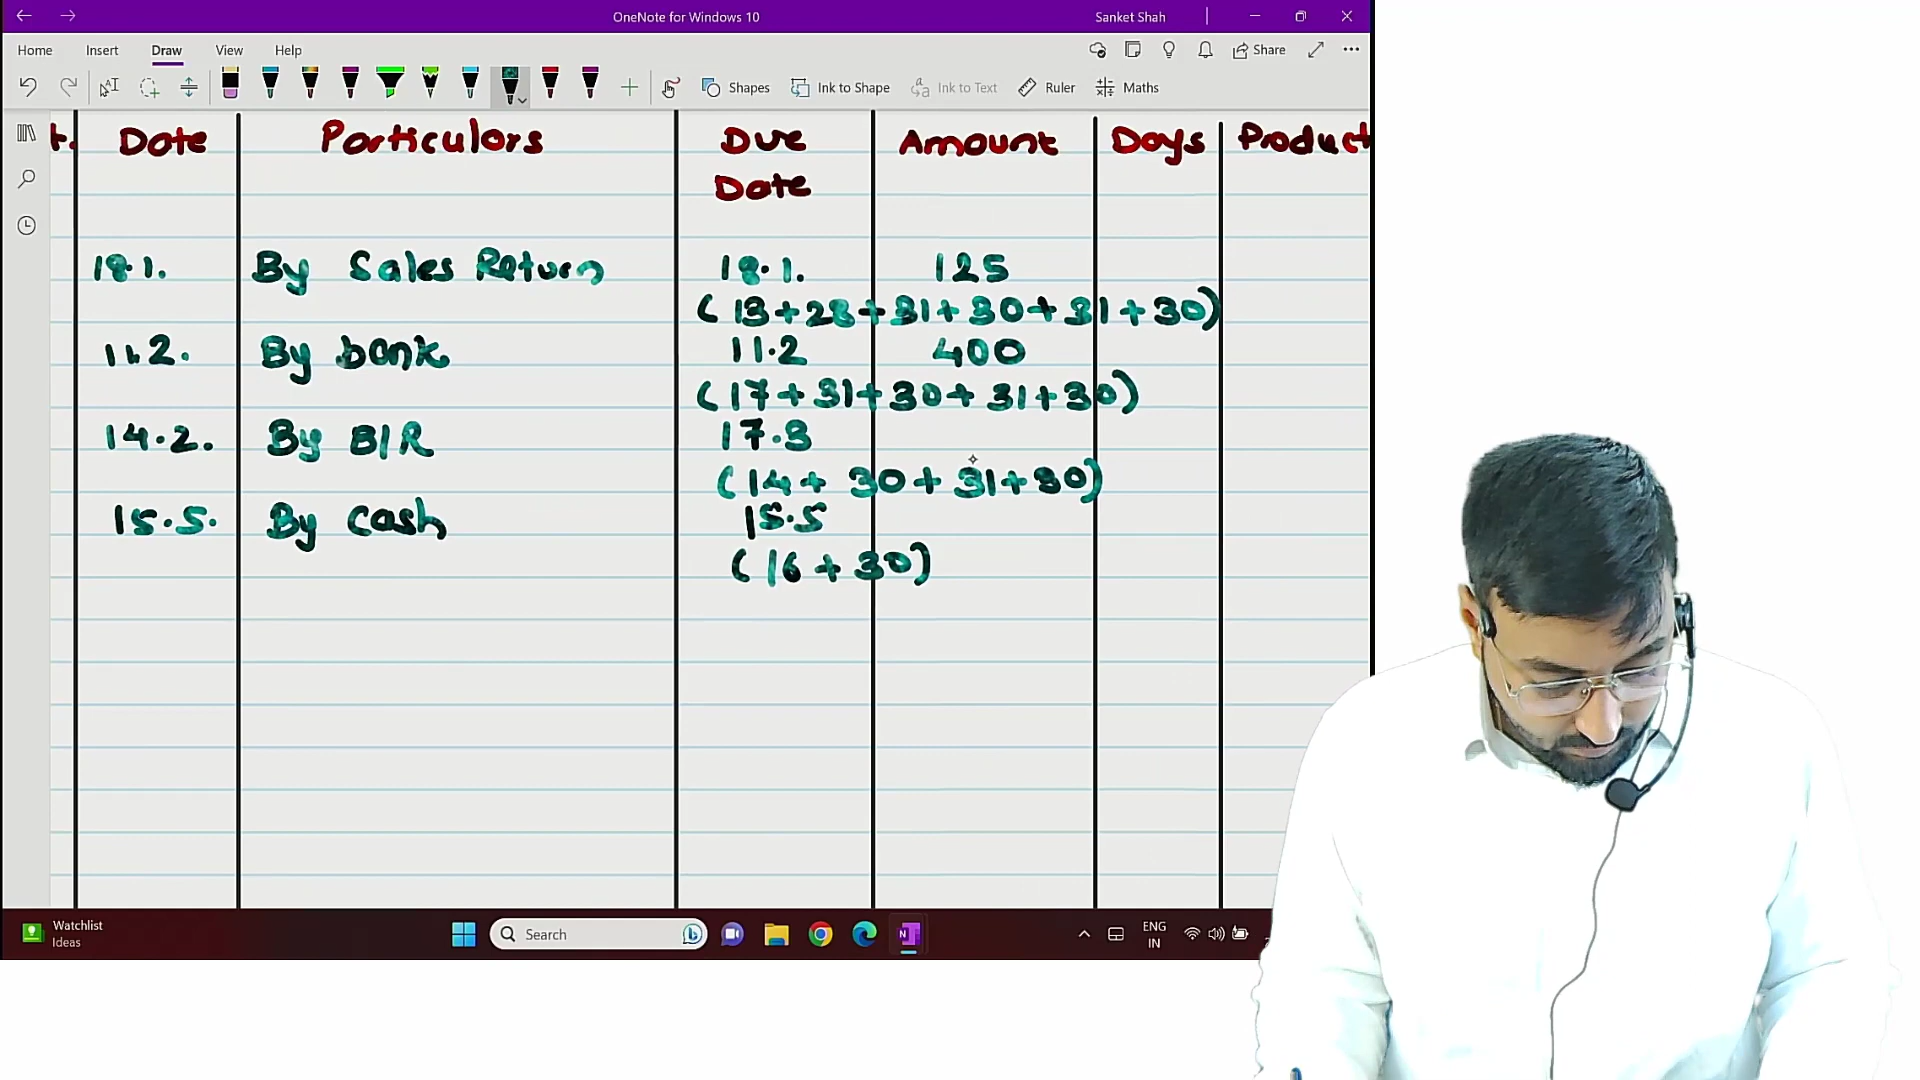 OneNote for Windows 10
Sanket Shah
Home Insert Draw View Help
Share
Shapes Ink to Shape Ink to Text Ruler Maths
t. Date Particulars Due Date Amount Days Product
18.1. By Sales Return 18.1. 125
(13+28+31+30+31+30)
11.2. By bank 11.2 400
(17+31+30+31+30)
14.2. By B/R 17.3
(14+30+31+30)
15.5. By Cash 15.5
(16+30)
Watchlist
Ideas
Search
ENG
IN